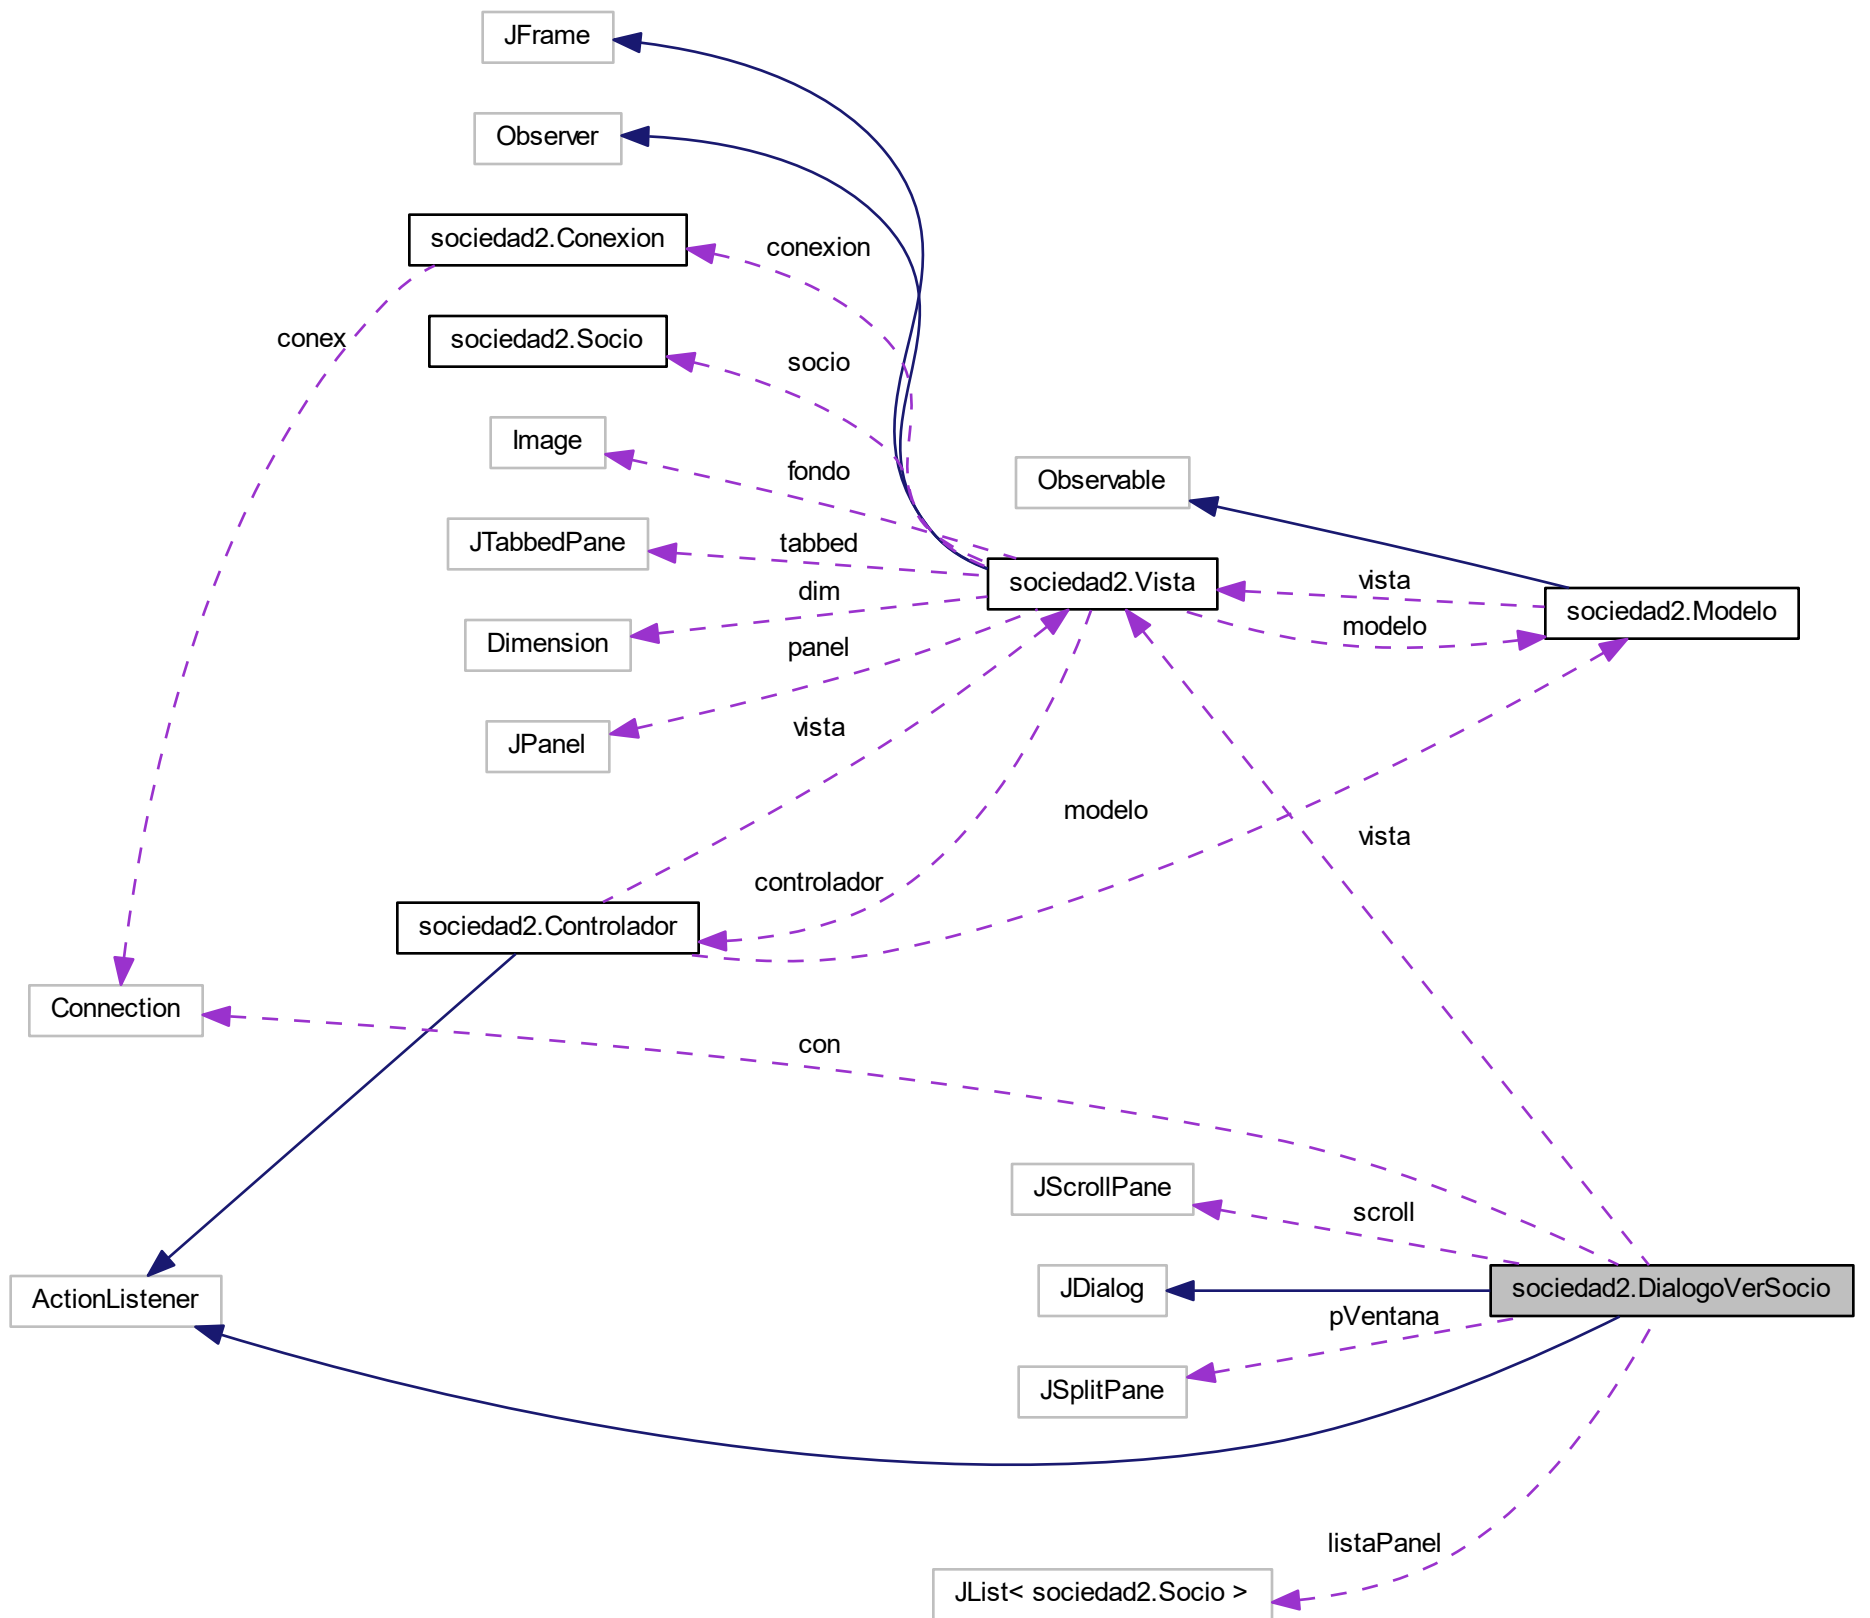 JFrame
Observer
sociedad2.Conexion
conexion
conex
sociedad2.Socio
socio
Image
fondo
Observable
JTabbedPane
tabbed
sociedad2.Vista
vista
dim
sociedad2.Modelo
modelo
Dimension
panel
JPanel
vista
modelo
vista
controlador
sociedad2.Controlador
Connection
con
JScrollPane
scroll
JDialog
sociedad2.DialogoVerSocio
ActionListener
pVentana
JSplitPane
listaPanel
JList< sociedad2.Socio >